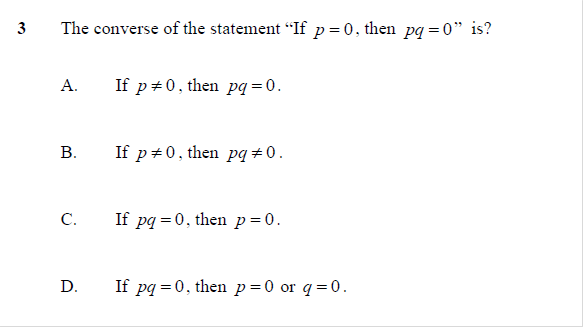 3 The converse of the statement “If p = 0, then pq = 0” is?
A. If p ≠ 0, then pq = 0.
B. If p ≠ 0, then pq ≠ 0.
C. If pq = 0, then p = 0.
D. If pq = 0, then p = 0 or q = 0.